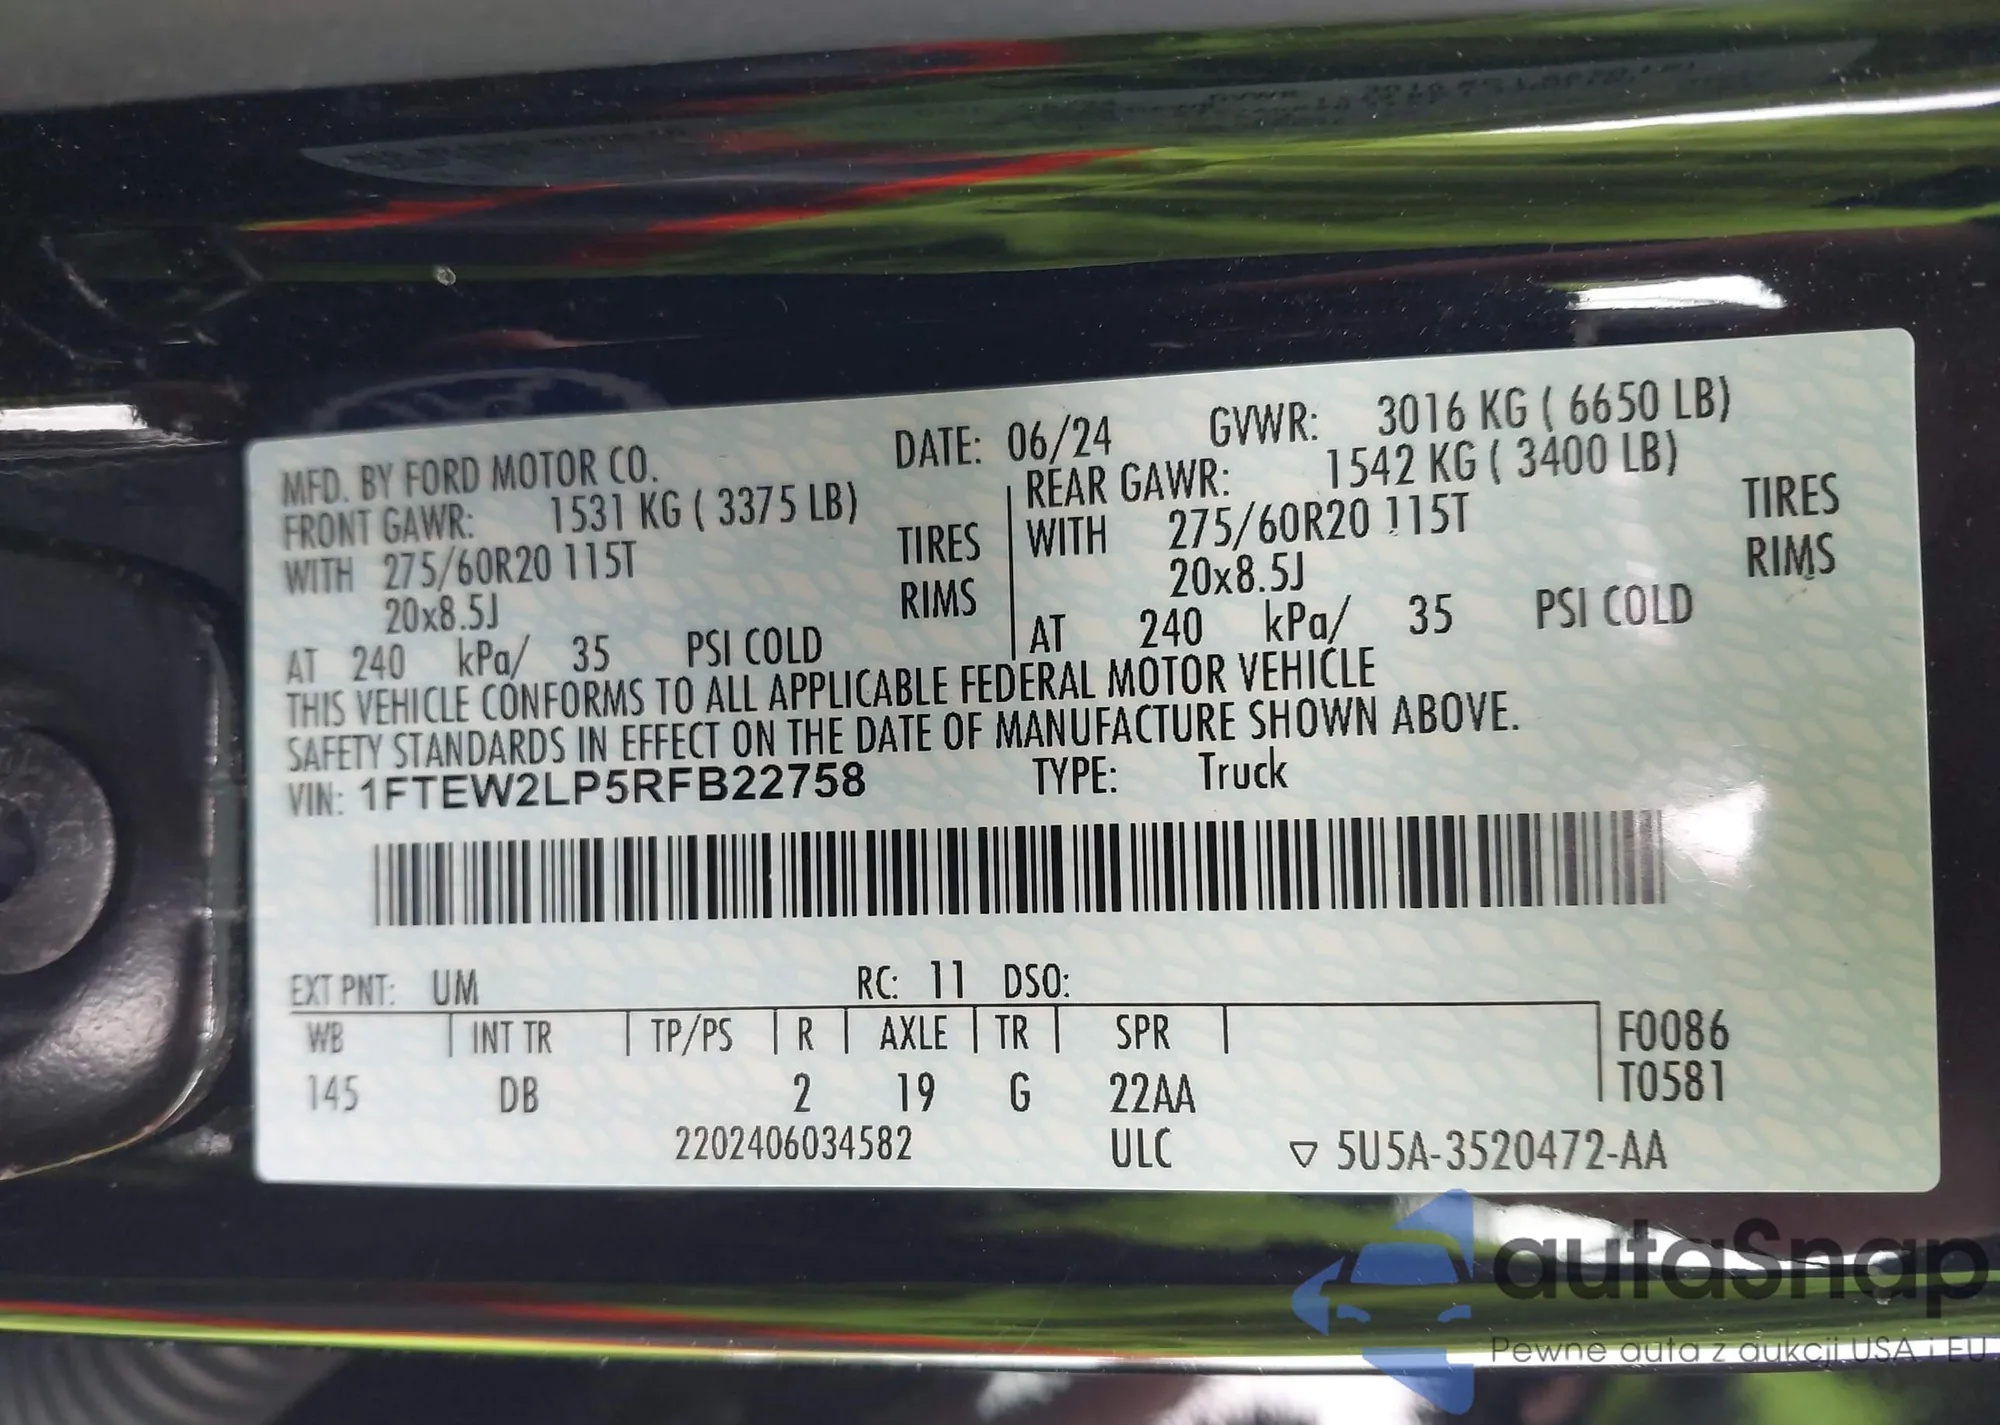 MFD. BY FORD MOTOR CO. DATE: 06/24 GVWR: 3016 KG ( 6650 LB)
FRONT GAWR: 1531 KG ( 3375 LB)
WITH 275/60R20 115T TIRES
20x8.5J RIMS
AT 240 kPa/ 35 PSI COLD
REAR GAWR: 1542 KG ( 3400 LB)
WITH 275/60R20 115T TIRES
20x8.5J RIMS
AT 240 kPa/ 35 PSI COLD
THIS VEHICLE CONFORMS TO ALL APPLICABLE FEDERAL MOTOR VEHICLE
SAFETY STANDARDS IN EFFECT ON THE DATE OF MANUFACTURE SHOWN ABOVE.
VIN: 1FTEW2LP5RFB22758 TYPE: Truck
EXT PNT: UM RC: 11 DSO:
WB INT TR TP/PS R AXLE TR SPR F0086
145 DB 2 19 G 22AA T0581
2202406034582 ULC ▽ 5U5A-3520472-AA
autaSnap
Pewne auta z aukcji USA i EU